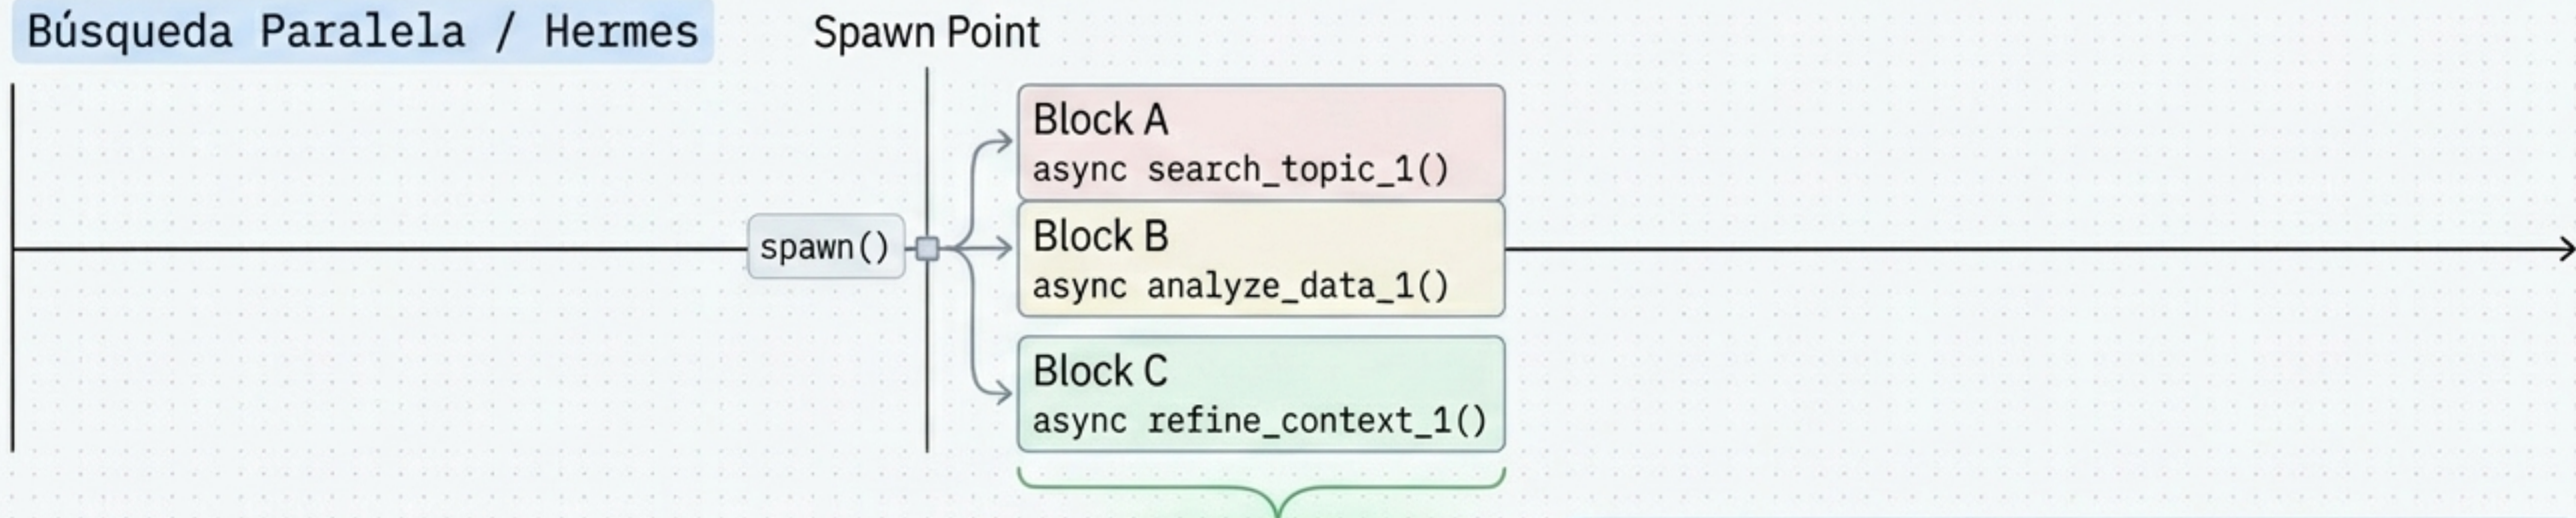 Búsqueda Paralela / Hermes
Spawn Point
spawn()
Block A
async search_topic_1()
Block B
async analyze_data_1()
Block C
async refine_context_1()